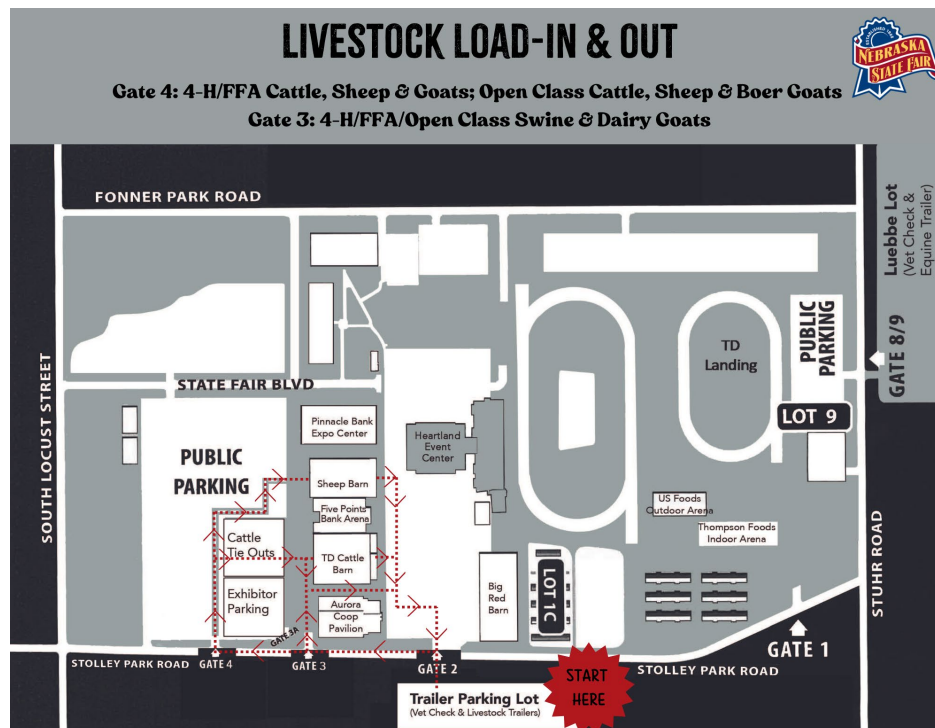 LIVESTOCK LOAD-IN & OUT
ESTABLISHED 1868
NEBRASKA
STATE FAIR
Gate 4: 4-H/FFA Cattle, Sheep & Goats; Open Class Cattle, Sheep & Boer Goats
Gate 3: 4-H/FFA/Open Class Swine & Dairy Goats
FONNER PARK ROAD
Luebbe Lot
(Vet Check &
Equine Trailer)
GATE 8/9
SOUTH LOCUST STREET
STATE FAIR BLVD
TD
Landing
PUBLIC
PARKING
LOT 9
Pinnacle Bank
Expo Center
Heartland
Event
Center
PUBLIC
PARKING
Sheep Barn
Five Points
Bank Arena
US Foods
Outdoor Arena
Thompson Foods
Indoor Arena
Cattle
Tie Outs
TD Cattle
Barn
Exhibitor
Parking
Aurora
Coop
Pavilion
Big
Red
Barn
LOT 1C
STUHR ROAD
GATE 3A
GATE 1
STOLLEY PARK ROAD
GATE 4
GATE 3
GATE 2
STOLLEY PARK ROAD
START
HERE
Trailer Parking Lot
(Vet Check & Livestock Trailers)